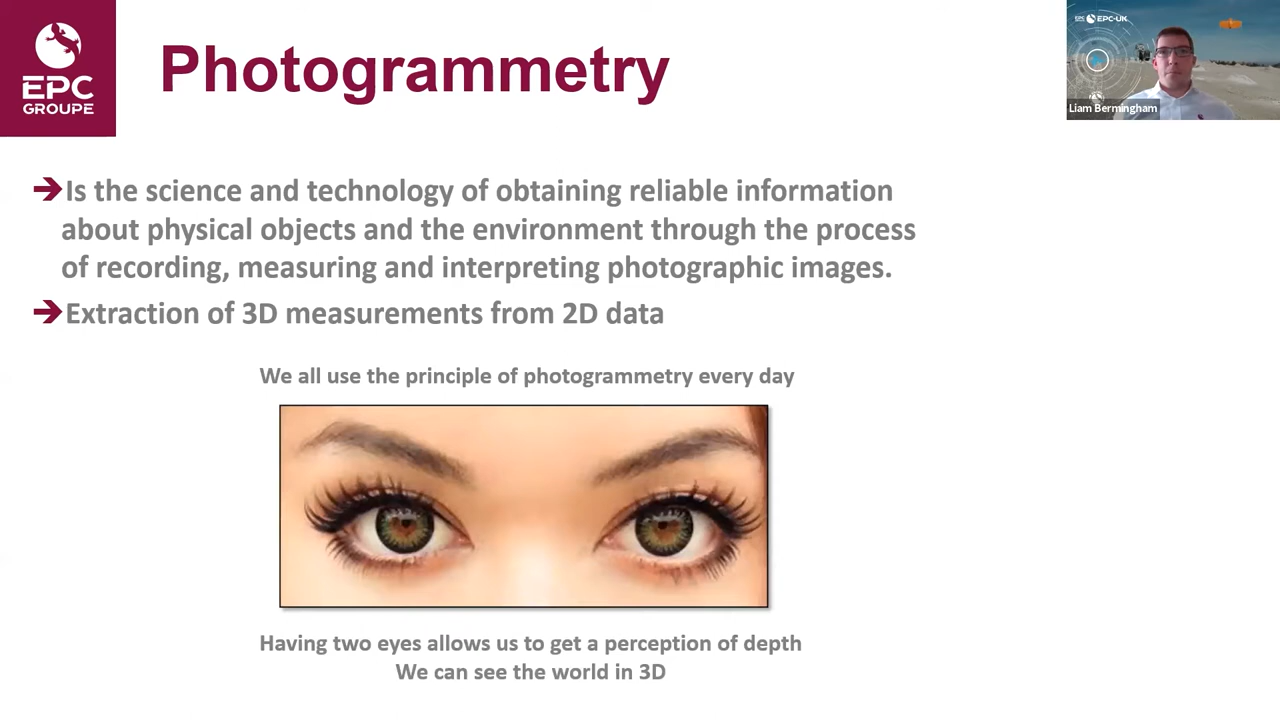 EPC
GROUPE
Photogrammetry
EPC-UK
Liam Bermingham
➔Is the science and technology of obtaining reliable information
about physical objects and the environment through the process
of recording, measuring and interpreting photographic images.
➔Extraction of 3D measurements from 2D data
We all use the principle of photogrammetry every day
Having two eyes allows us to get a perception of depth
We can see the world in 3D